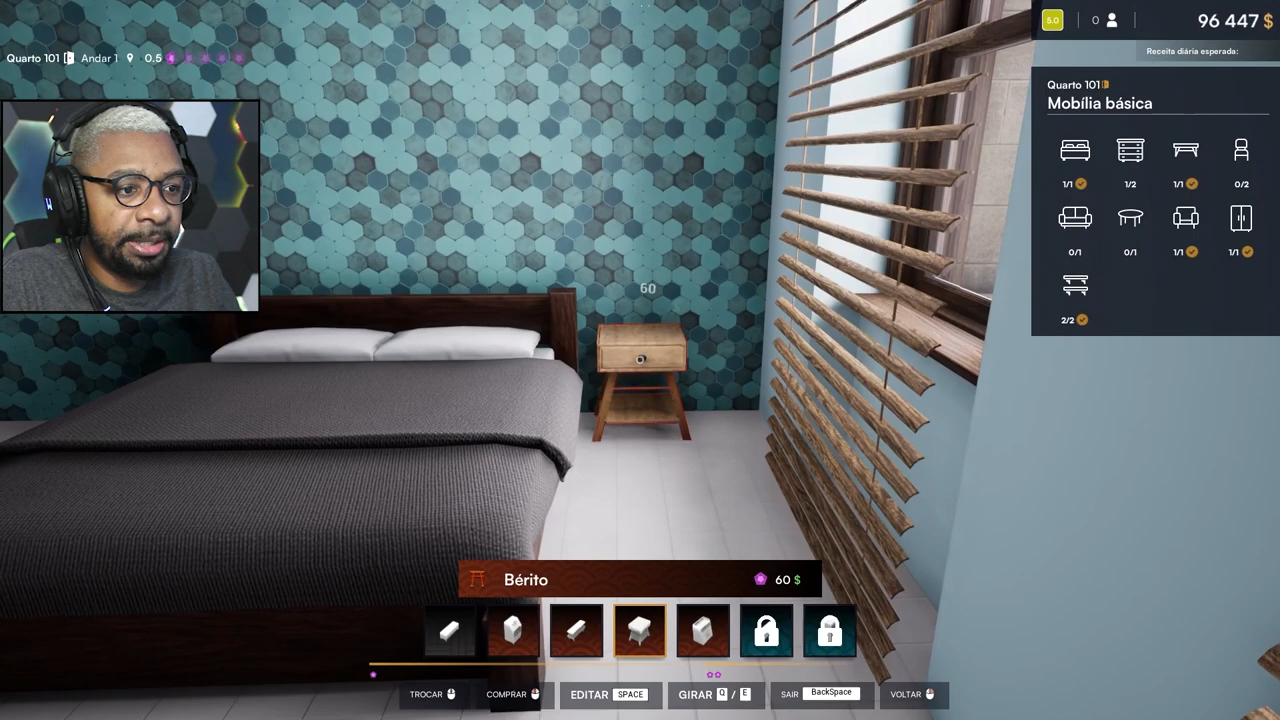 5.0 0 96 447 $
Receita diária esperada:
Quarto 101 Andar 1 0.5
Quarto 101
Mobília básica
1/1 1/2 1/1 0/2
0/1 0/1 1/1 1/1
2/2
60
Bérito 60 $
TROCAR COMPRAR EDITAR SPACE GIRAR Q / E SAIR BackSpace VOLTAR